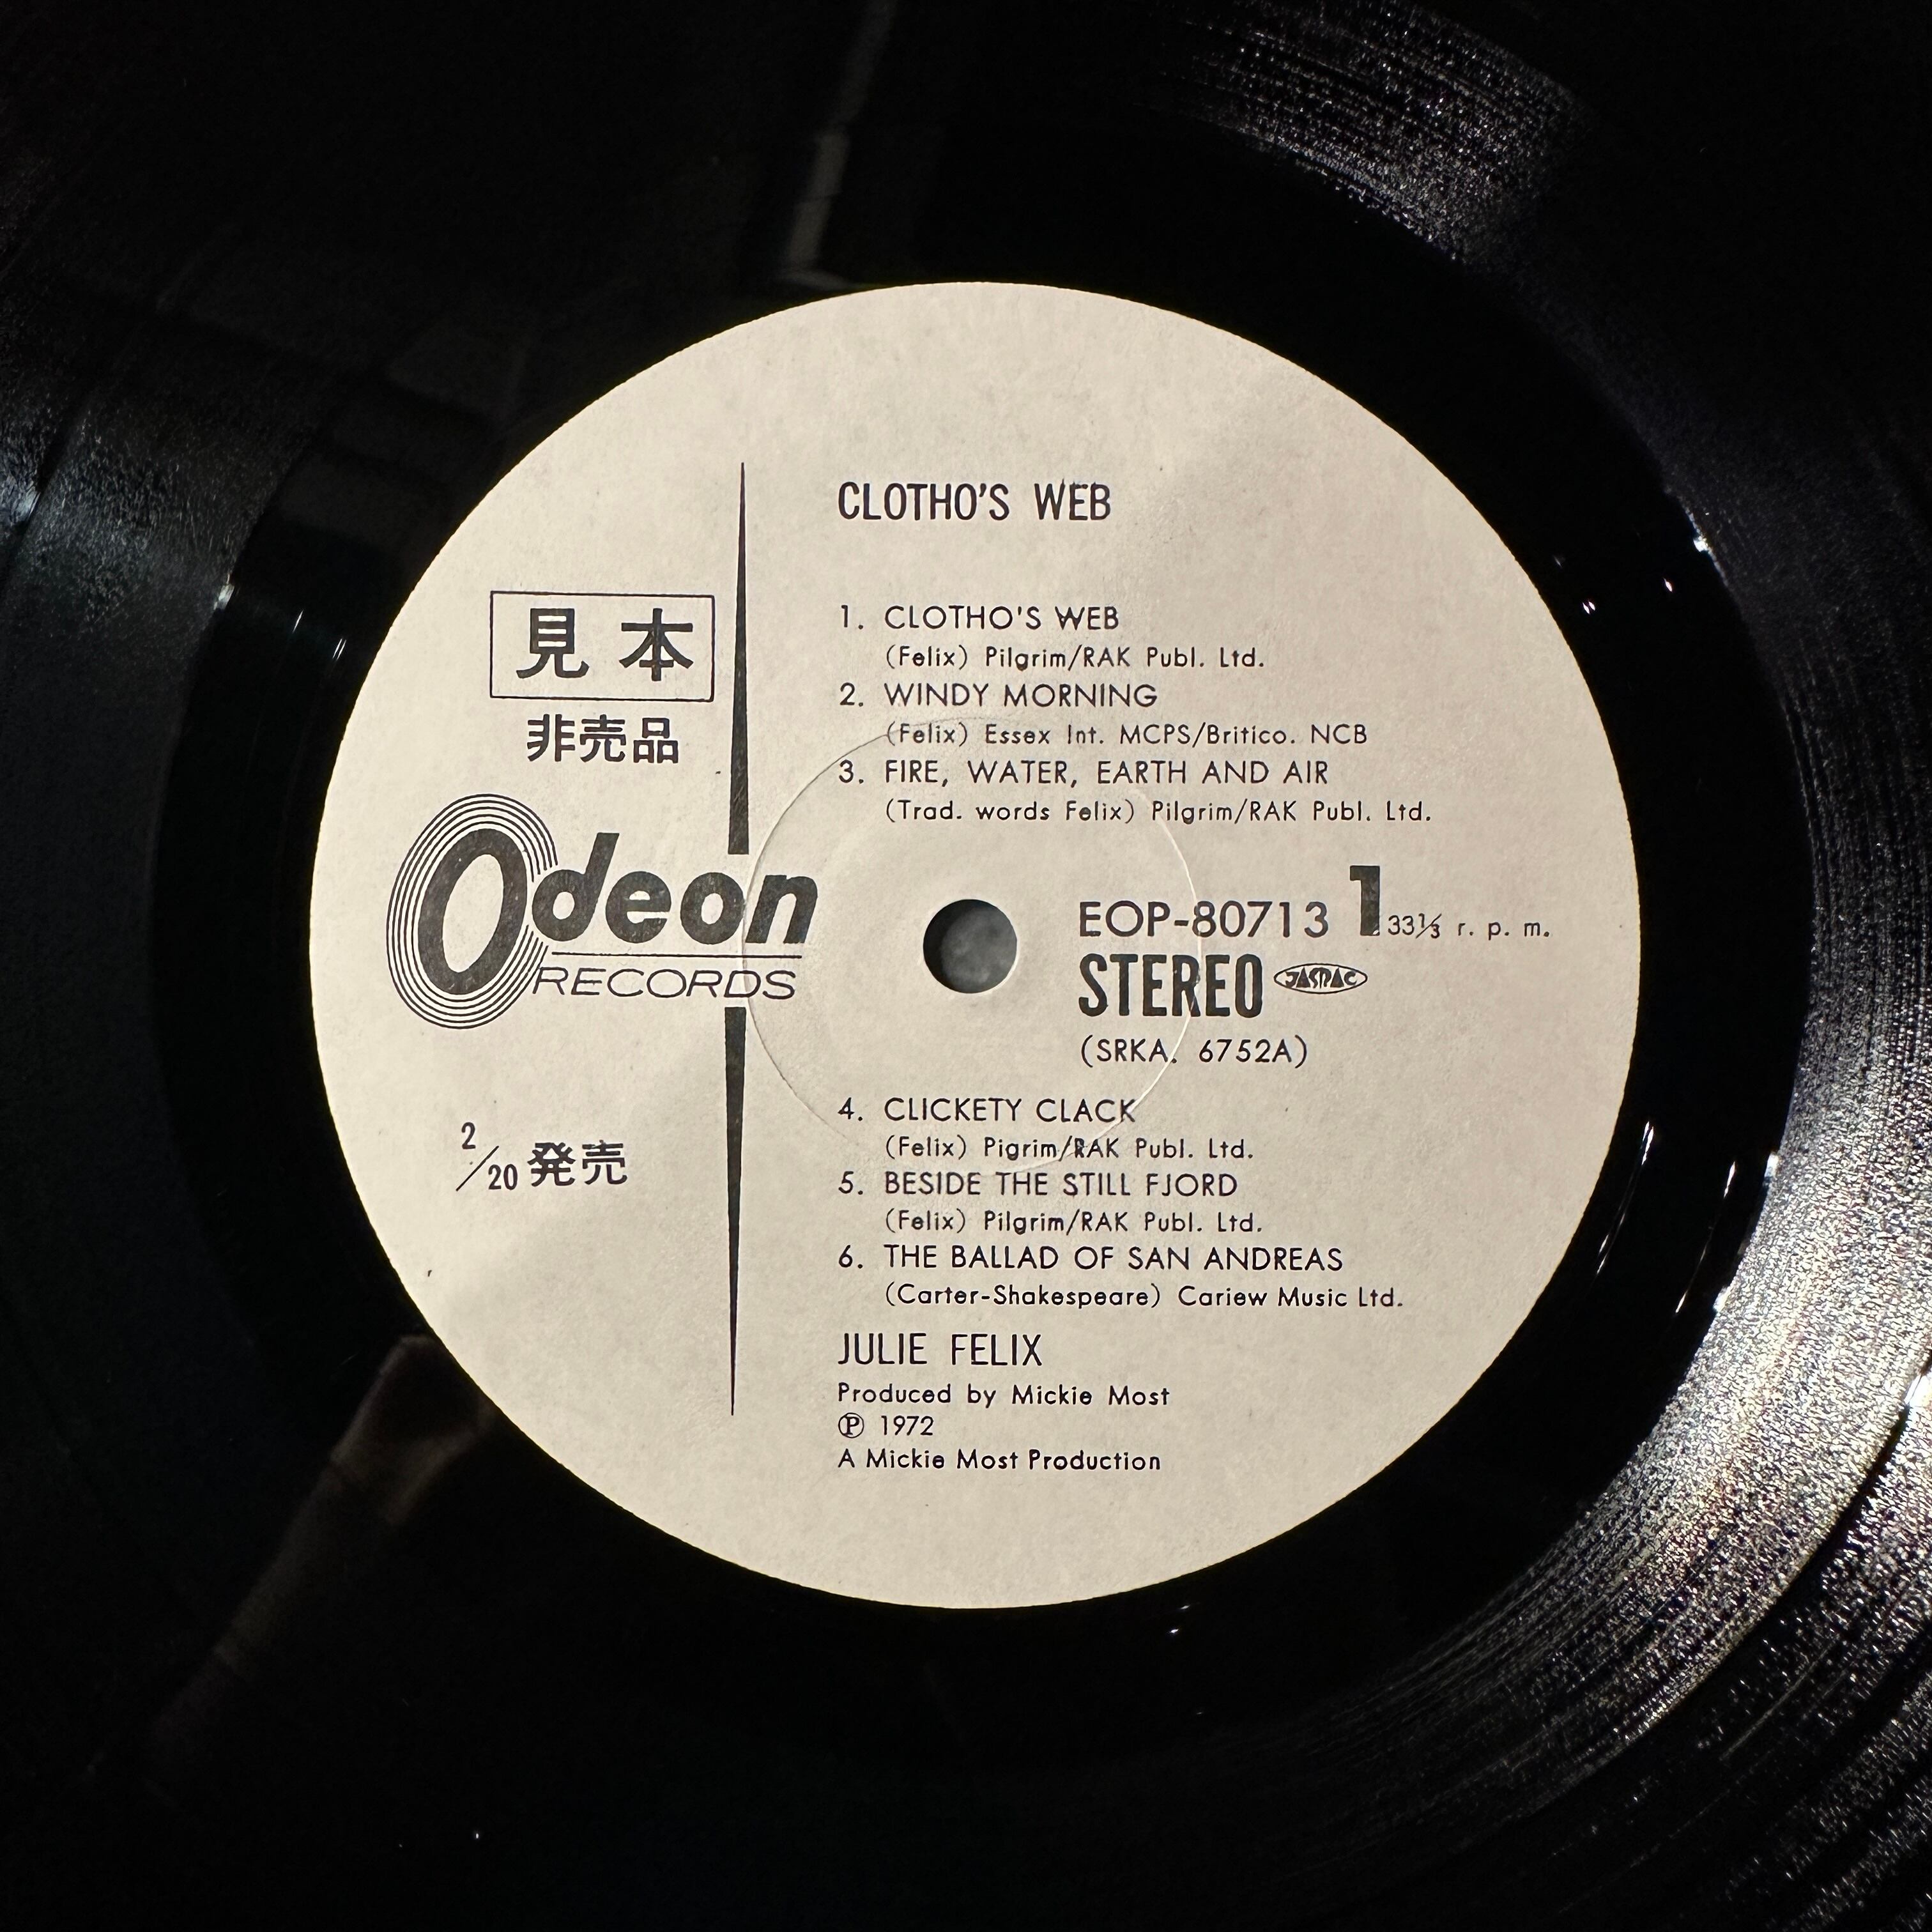 CLOTHO'S WEB
見本
非売品
1. CLOTHO'S WEB
(Felix) Pilgrim/RAK Publ. Ltd.
2. WINDY MORNING
(Felix) Essex Int. MCPS/Britico. NCB
3. FIRE, WATER, EARTH AND AIR
(Trad. words Felix) Pilgrim/RAK Publ. Ltd.
Odeon
RECORDS
EOP-80713 1 33⅓ r. p. m.
STEREO JASRAC
(SRKA. 6752A)
2/20 発売
4. CLICKETY CLACK
(Felix) Pigrim/RAK Publ. Ltd.
5. BESIDE THE STILL FJORD
(Felix) Pilgrim/RAK Publ. Ltd.
6. THE BALLAD OF SAN ANDREAS
(Carter-Shakespeare) Cariew Music Ltd.
JULIE FELIX
Produced by Mickie Most
Ⓟ 1972
A Mickie Most Production